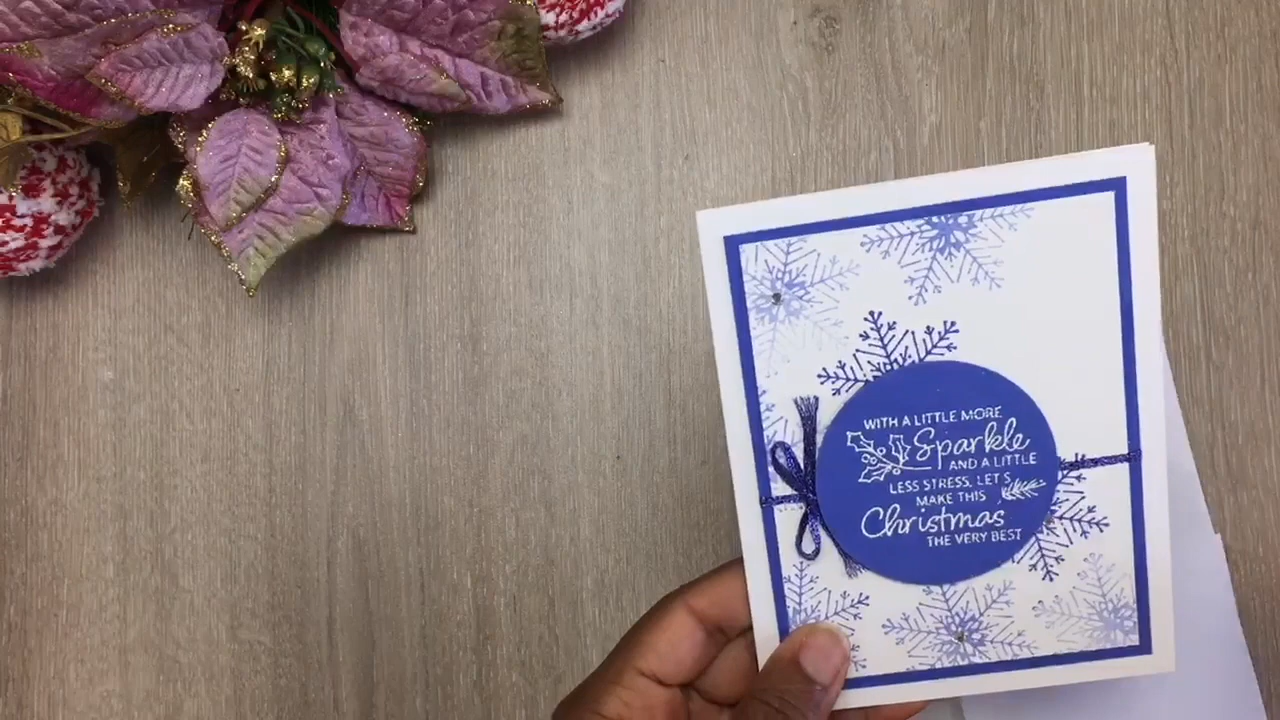 WITH A LITTLE MORE
Sparkle
AND A LITTLE
LESS STRESS, LET'S
MAKE THIS
Christmas
THE VERY BEST